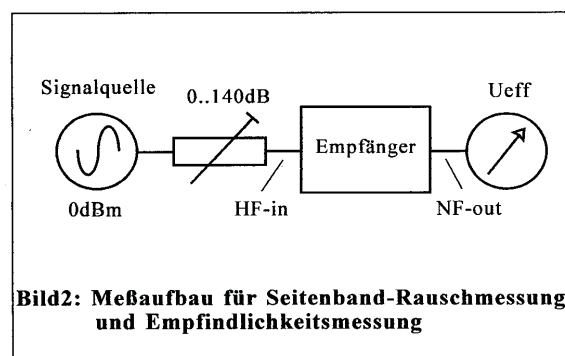 Signalquelle
0..140dB
Ueff
Empfänger
0dBm
HF-in
NF-out
Bild2: Meßaufbau für Seitenband-Rauschmessung
und Empfindlichkeitsmessung